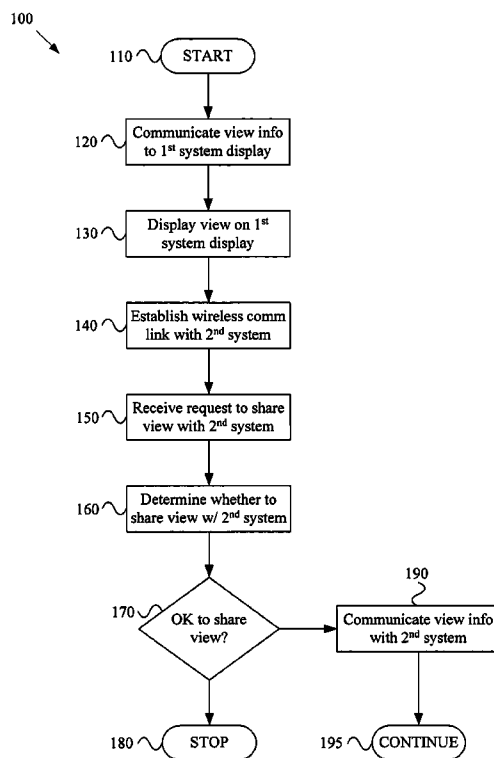 100
110
START
120
Communicate view info
to 1st system display
130
Display view on 1st
system display
140
Establish wireless comm
link with 2nd system
150
Receive request to share
view with 2nd system
160
Determine whether to
share view w/ 2nd system
170
OK to share
view?
190
Communicate view info
with 2nd system
180
STOP
195
CONTINUE